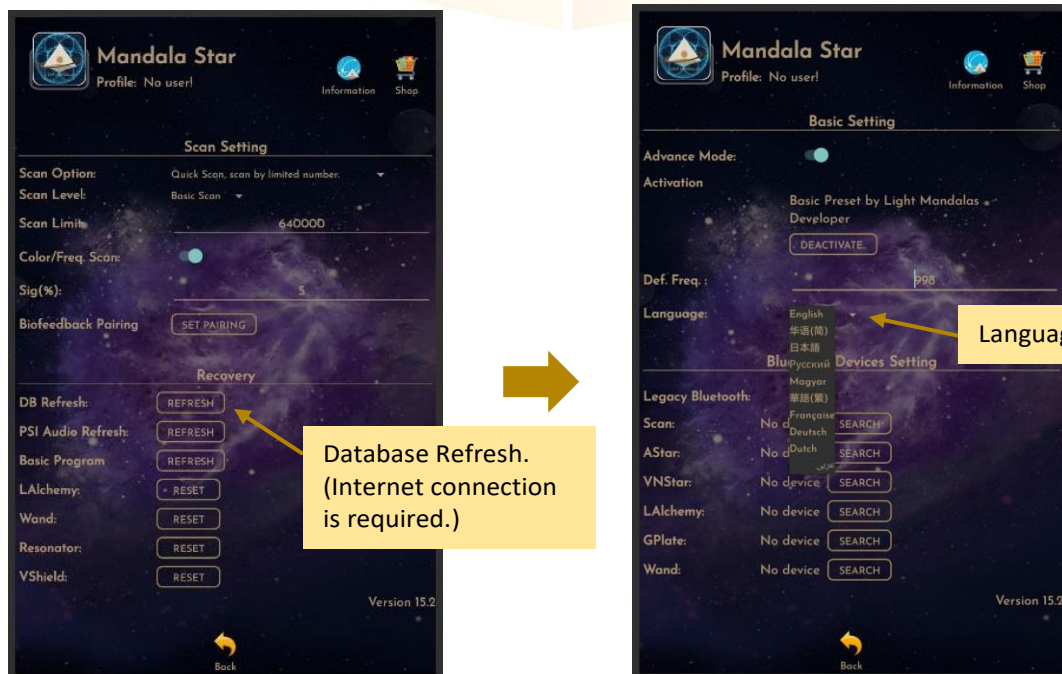 Mandala Star
Profile: No user!
Information
Shop
Scan Setting
Scan Option: Quick Scan, scan by limited number.
Scan Level: Basic Scan
Scan Limit: 640000
Color/Freq. Scan:
Sig(%): 5
Biofeedback Pairing SET PAIRING
Recovery
DB Refresh: REFRESH
PSI Audio Refresh: REFRESH
Basic Program REFRESH
LAlchemy: RESET
Wand: RESET
Resonator: RESET
VShield: RESET
Version 15.2
Back
Database Refresh.
(Internet connection
is required.)
Mandala Star
Profile: No user!
Information
Shop
Basic Setting
Advance Mode:
Activation
Basic Preset by Light Mandalas
Developer
DEACTIVATE
Def. Freq. : 998
Language: English
华语(简)
日本語
Русский
Magyar
華語(繁)
Française
Deutsch
Dutch
عربى
Devices Setting
Legacy Bluetooth:
Scan: SEARCH
AStar: SEARCH
VNStar: No device SEARCH
LAlchemy: No device SEARCH
GPlate: No device SEARCH
Wand: No device SEARCH
Version 15.2
Back